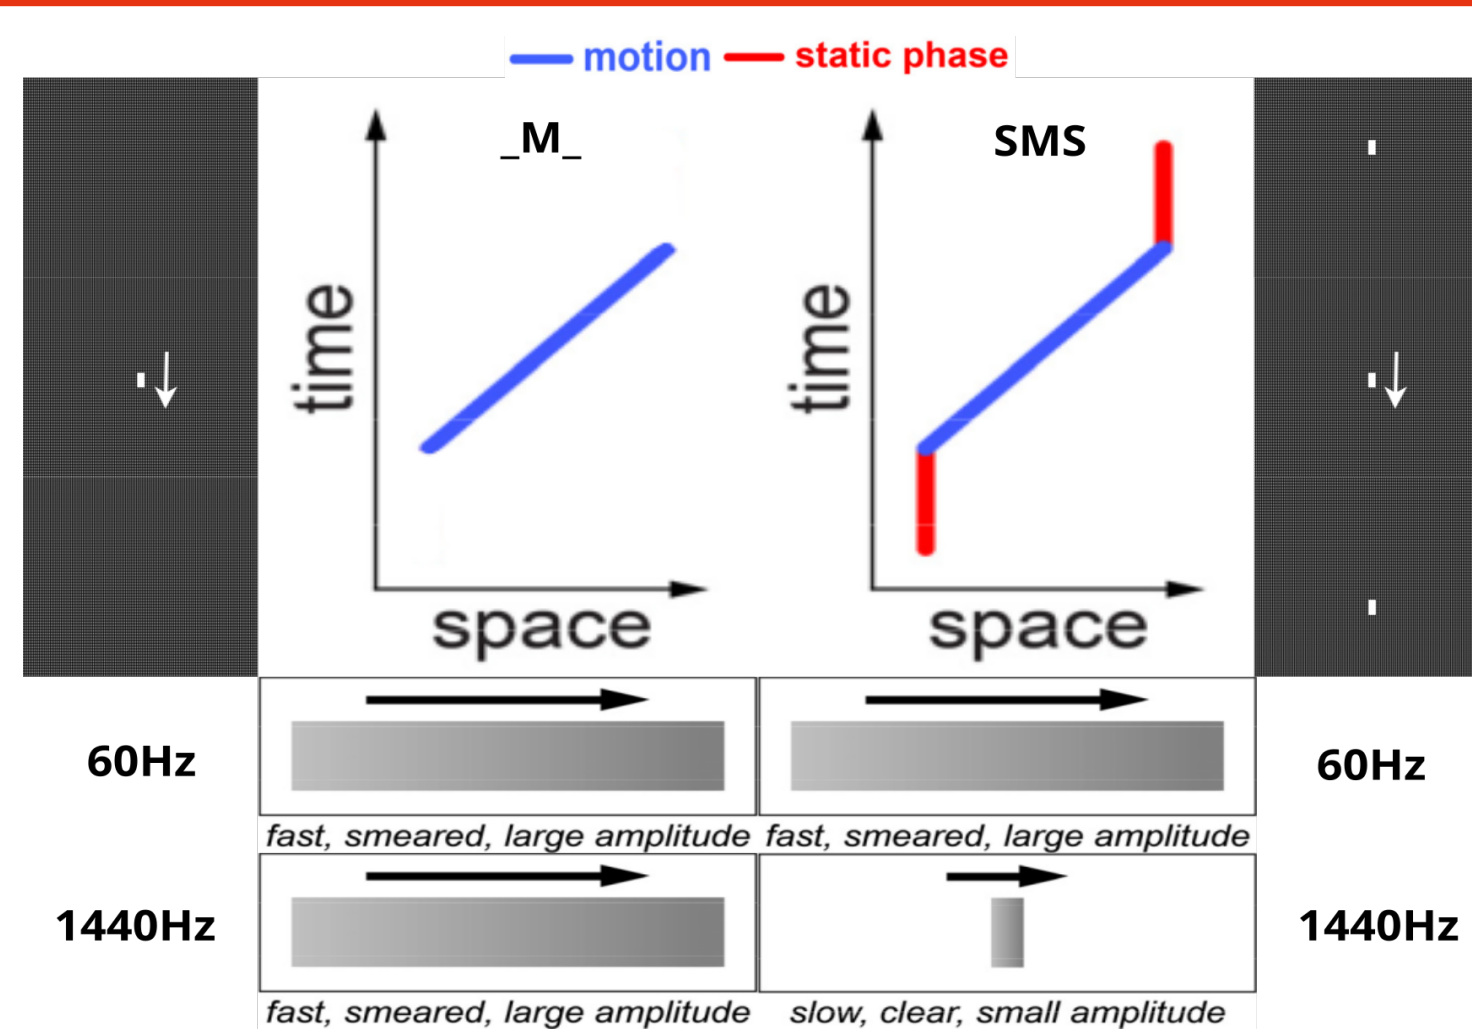 motion static phase
_M_ SMS
time time
space space
60Hz 60Hz
fast, smeared, large amplitude fast, smeared, large amplitude
1440Hz 1440Hz
fast, smeared, large amplitude slow, clear, small amplitude